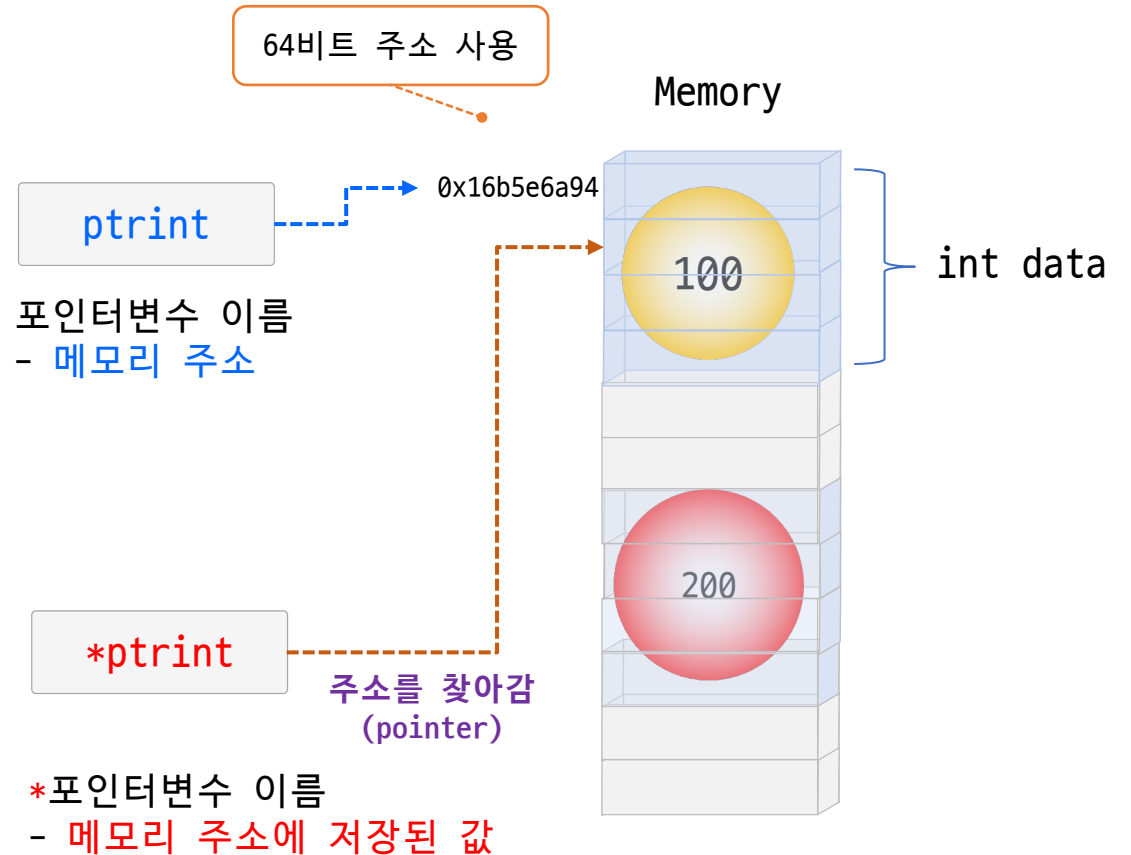 64비트 주소 사용
Memory
0x16b5e6a94
ptrint
100
int data
포인터변수 이름
- 메모리 주소
200
*ptrint
주소를 찾아감
(pointer)
*포인터변수 이름
- 메모리 주소에 저장된 값